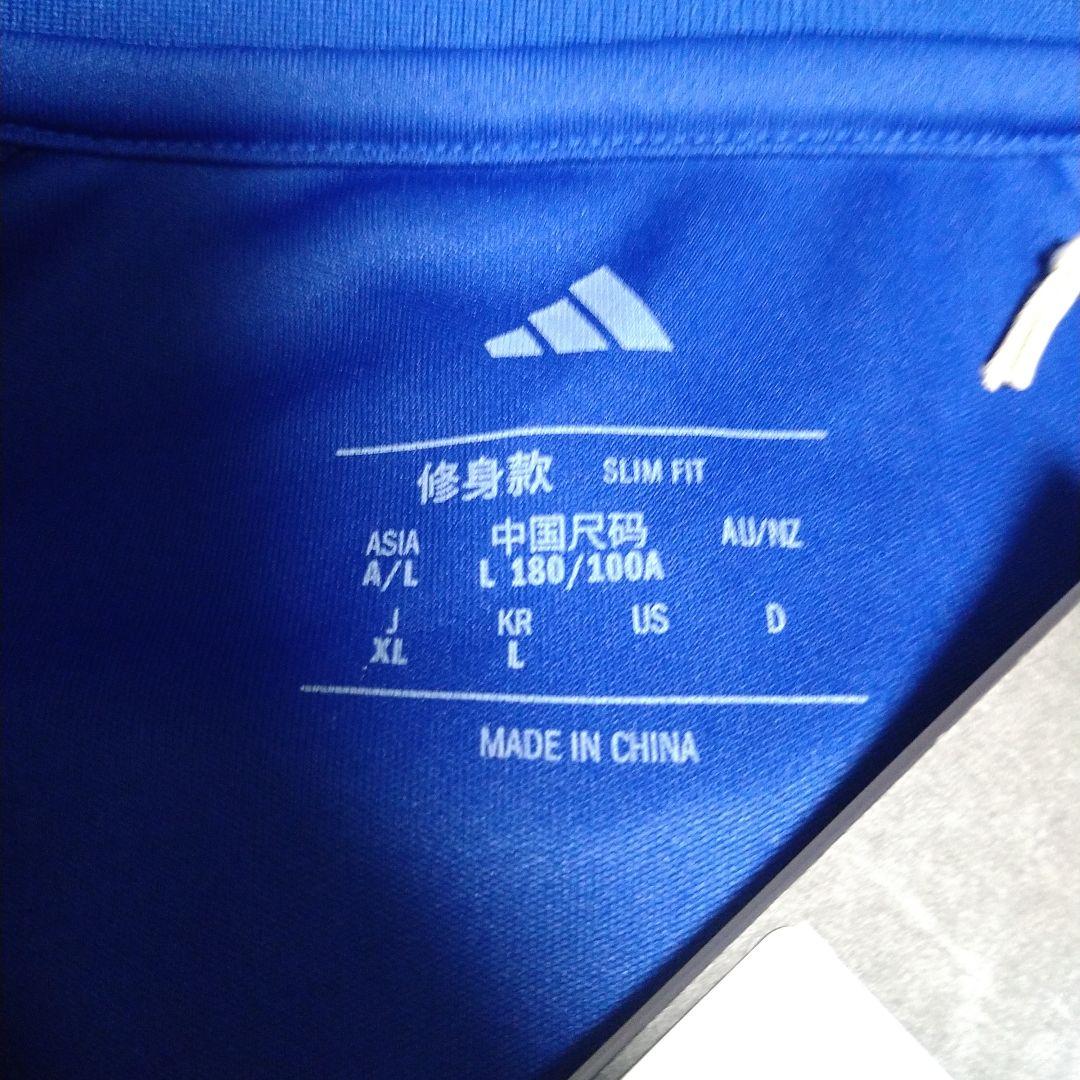 修身款 SLIM FIT
ASIA 中国尺码 AU/NZ
A/L L 180/100A
J KR US D
XL L
MADE IN CHINA